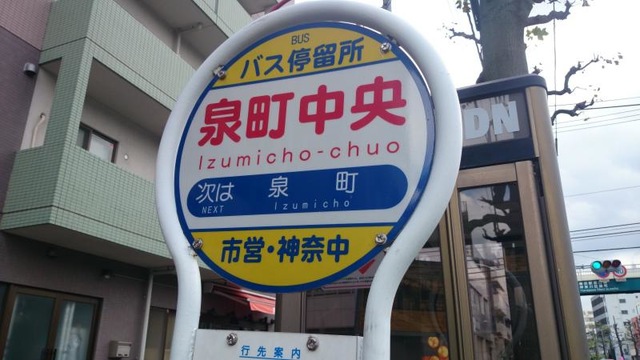 BUS
バス停留所
泉町中央
Izumicho-chuo
次は 泉町
NEXT Izumicho
市営・神奈中
行先案内
DN